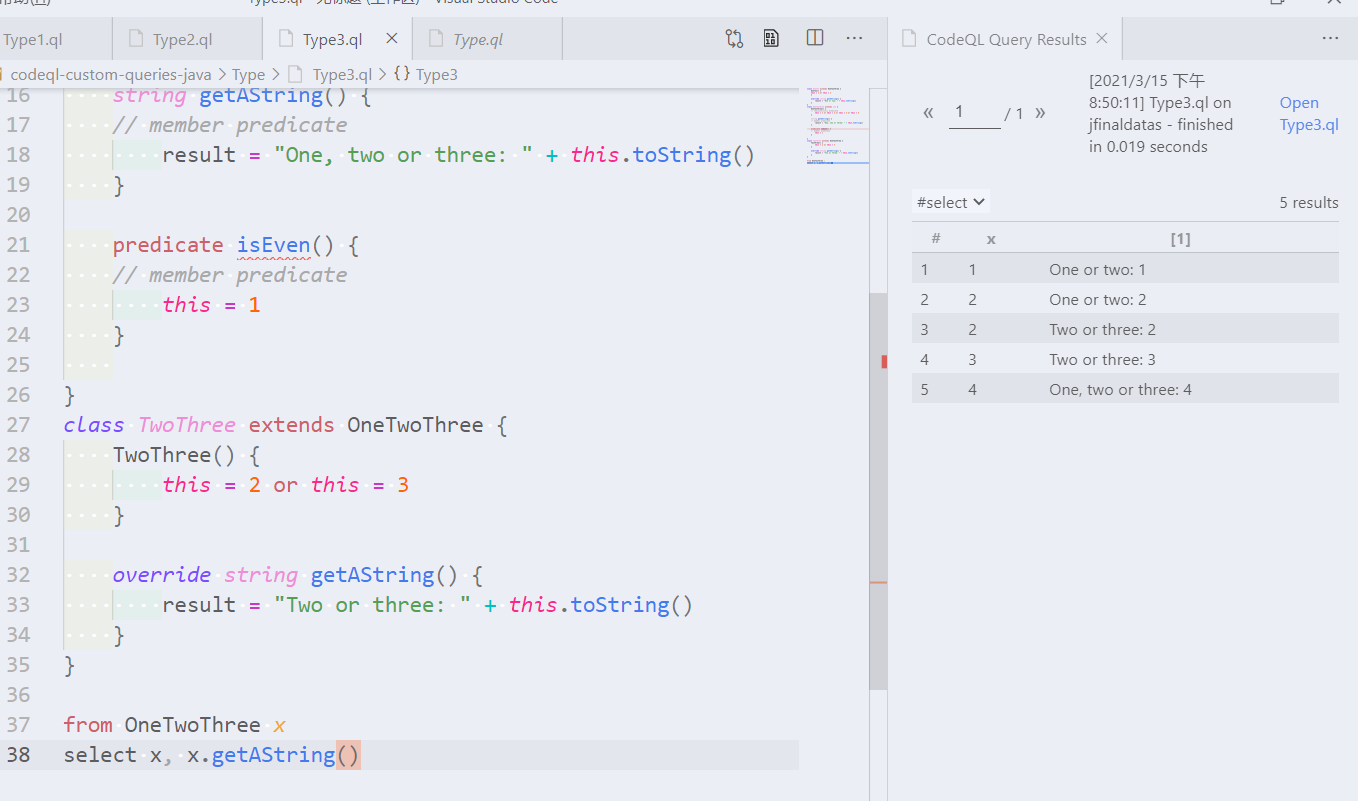 Type1.ql
Type2.ql
Type3.ql
Type.ql
codeql-custom-queries-java > Type > Type3.ql > {} Type3
16 string getAString() {
17 // member predicate
18 result = "One, two or three: " + this.toString()
19 }
20
21 predicate isEven() {
22 // member predicate
23 this = 1
24 }
25
26 }
27 class TwoThree extends OneTwoThree {
28 TwoThree() {
29 this = 2 or this = 3
30 }
31
32 override string getAString() {
33 result = "Two or three: " + this.toString()
34 }
35 }
36
37 from OneTwoThree x
38 select x, x.getAString()
CodeQL Query Results
« 1 / 1 »
[2021/3/15 下午
8:50:11] Type3.ql on
jfinaldatas - finished
in 0.019 seconds
Open
Type3.ql
#select
5 results
# x [1]
1 1 One or two: 1
2 2 One or two: 2
3 2 Two or three: 2
4 3 Two or three: 3
5 4 One, two or three: 4